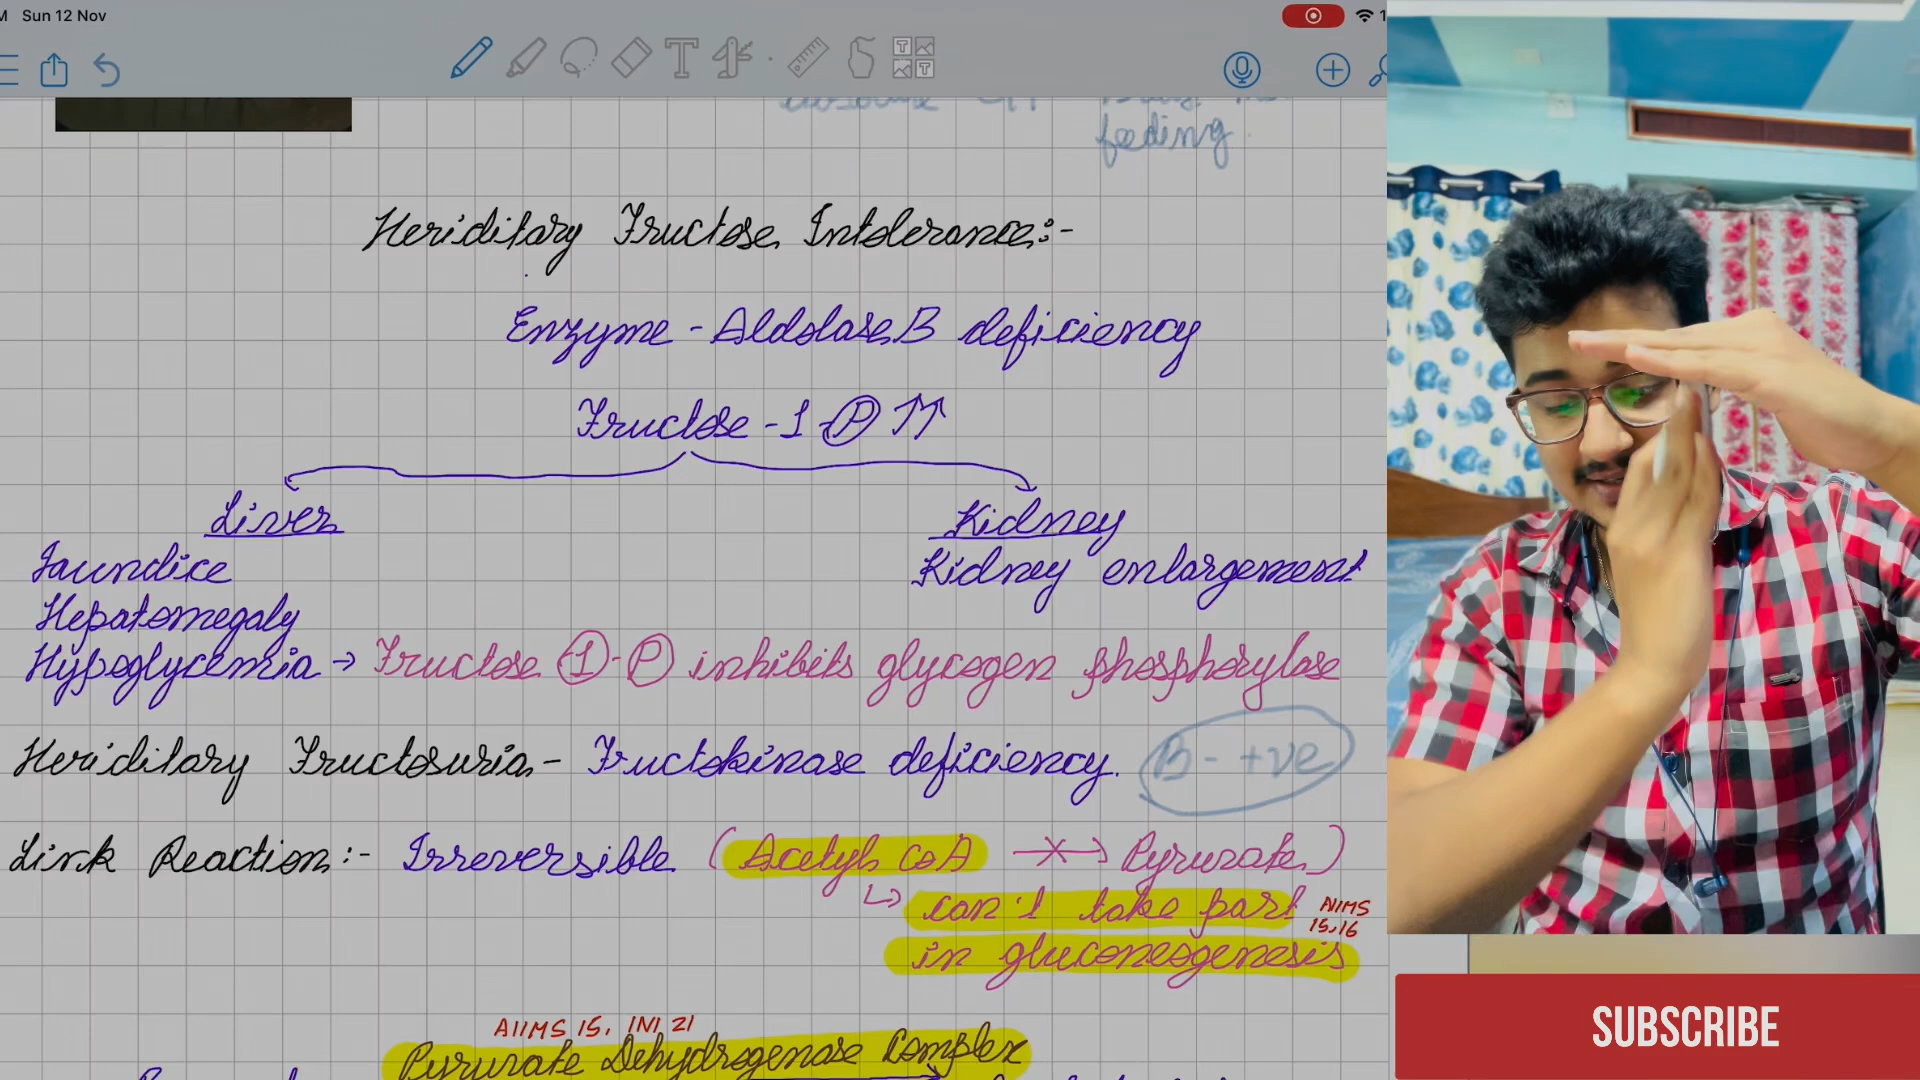 Sun 12 Nov
feeding.
Heriditary Fructose Intolerance:-
Enzyme - Aldolase B deficiency
Fructose -1-P ↑↑
Liver
Kidney
Jaundice
Kidney enlargement
Hepatomegaly
Hypoglycemia → Fructose 1-P inhibits glycogen phosphorylase
Heriditary Fructosuria - Fructokinase deficiency.
B - +ve
Link Reaction :- Irreversible (Acetyl CoA Pyruvate)
↳ can't take part
AIIMS
15,16
in gluconeogenesis
AIIMS 15, INI 21
Pyruvate Dehydrogenase Complex
SUBSCRIBE